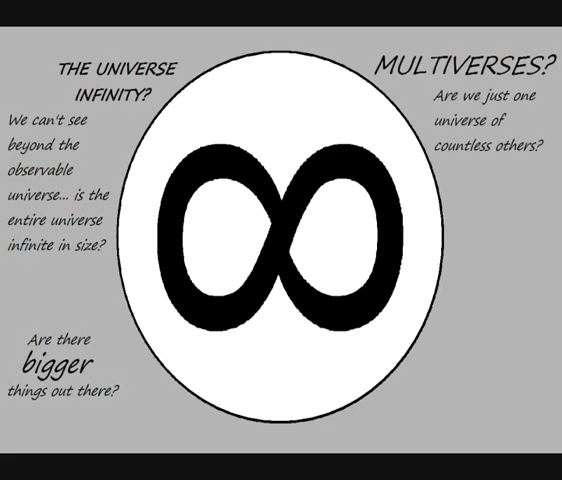 THE UNIVERSE
INFINITY?
We can't see
beyond the
observable
universe... is the
entire universe
infinite in size?
MULTIVERSES?
Are we just one
universe of
countless others?
Are there
bigger
things out there?